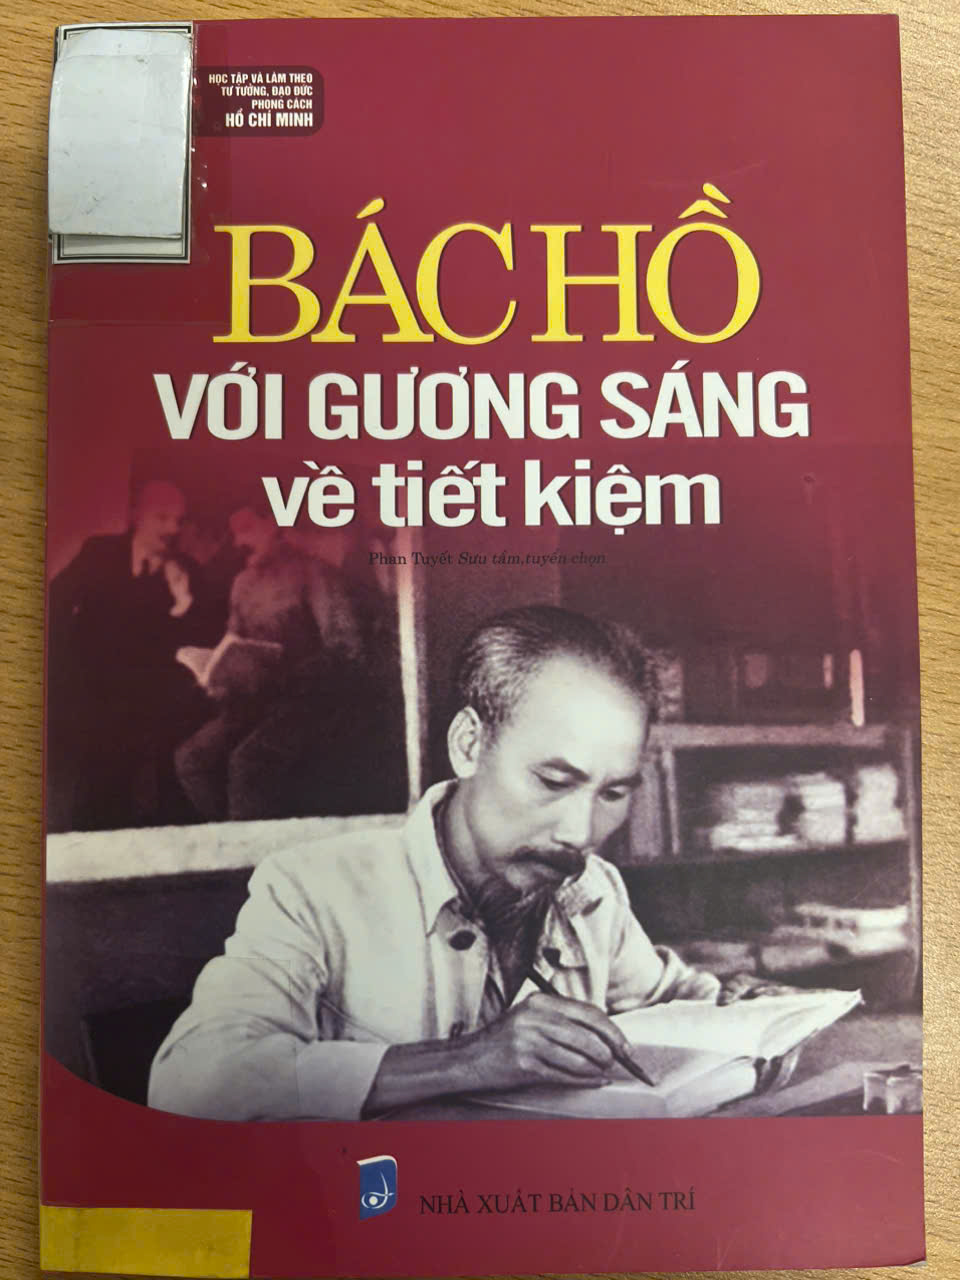 HỌC TẬP VÀ LÀM THEO
TƯ TƯỞNG, ĐẠO ĐỨC
PHONG CÁCH
HỒ CHÍ MINH
BÁC HỒ
VỚI GƯƠNG SÁNG
về tiết kiệm
Phan Tuyết Sưu tầm,tuyển chọn
NHÀ XUẤT BẢN DÂN TRÍ